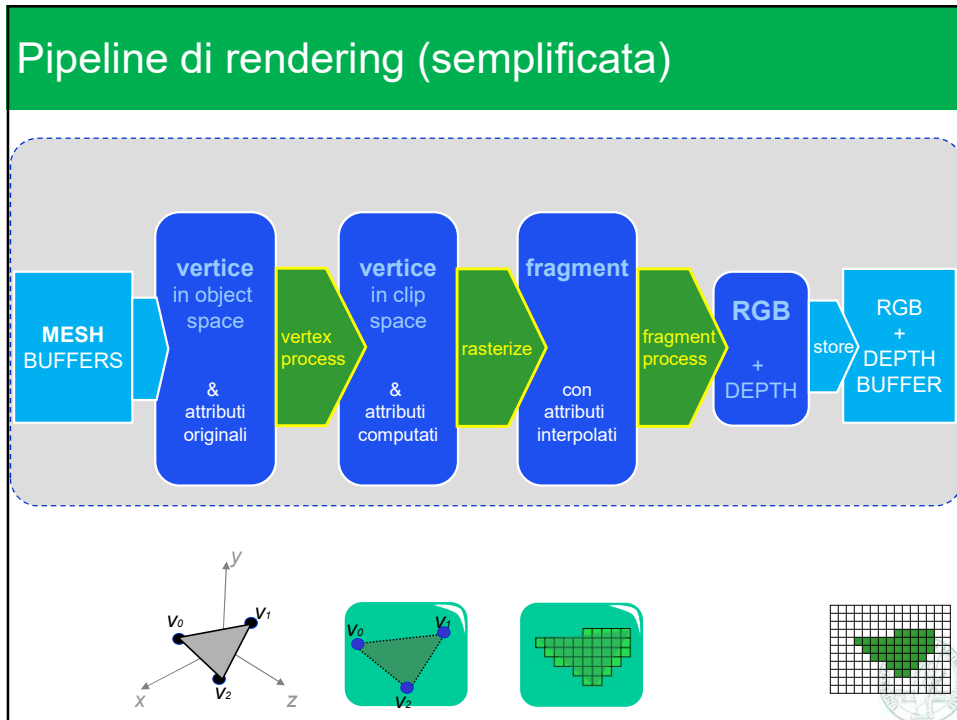 Pipeline di rendering (semplificata)
MESH
BUFFERS
vertice
in object
space
&
attributi
originali
vertex
process
vertice
in clip
space
&
attributi
computati
rasterize
fragment
con
attributi
interpolati
fragment
process
RGB
+
DEPTH
store
RGB
+
DEPTH
BUFFER
y
v0
v1
v2
x
z
v0
v1
v2